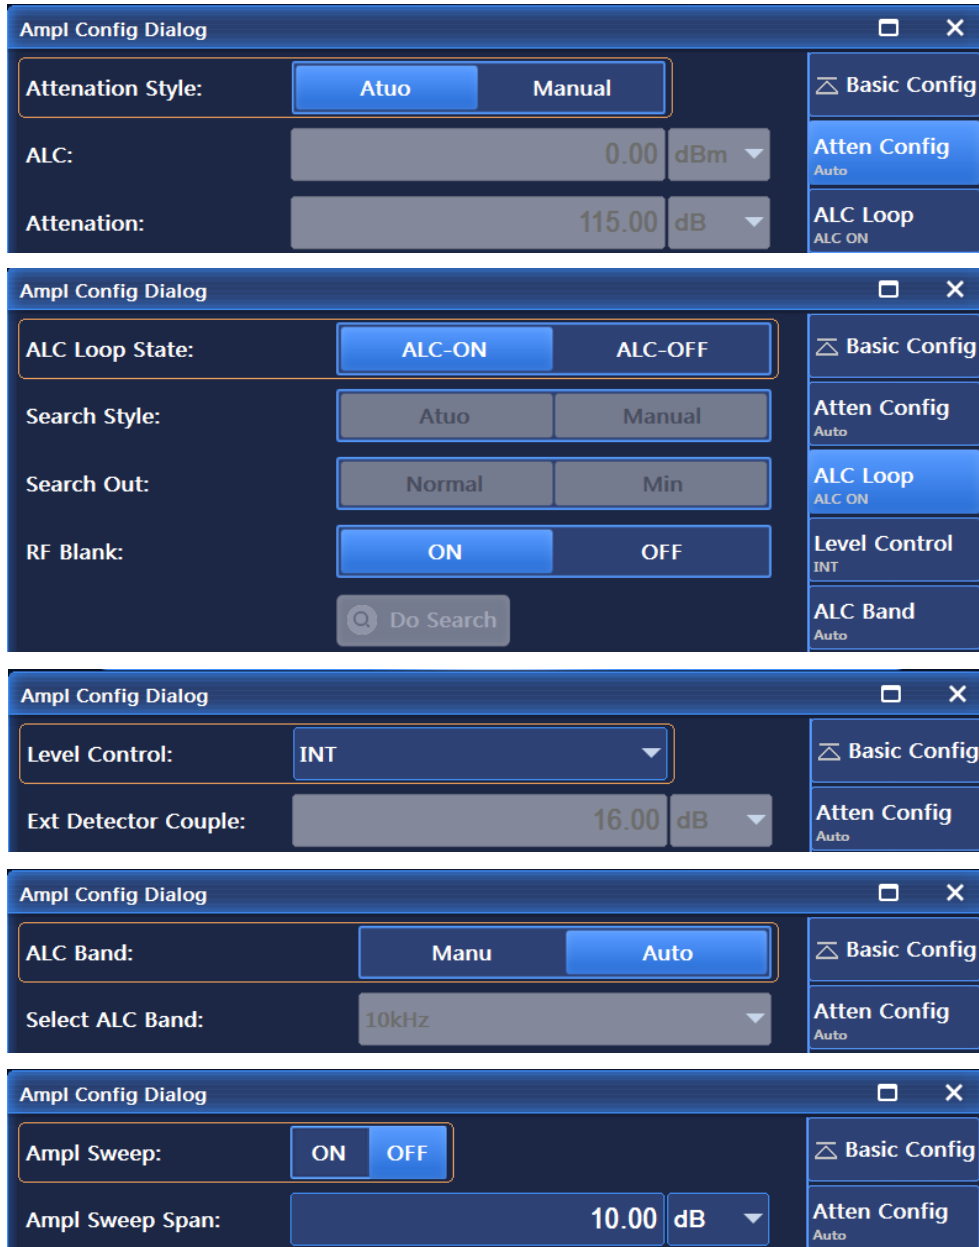 Ampl Config Dialog
Attenation Style: Atuo Manual
Basic Config
ALC: 0.00 dBm
Atten Config
Auto
Attenation: 115.00 dB
ALC Loop
ALC ON
Ampl Config Dialog
ALC Loop State: ALC-ON ALC-OFF
Basic Config
Search Style: Atuo Manual
Atten Config
Auto
Search Out: Normal Min
ALC Loop
ALC ON
RF Blank: ON OFF
Level Control
INT
Do Search
ALC Band
Auto
Ampl Config Dialog
Level Control: INT
Basic Config
Ext Detector Couple: 16.00 dB
Atten Config
Auto
Ampl Config Dialog
ALC Band: Manu Auto
Basic Config
Select ALC Band: 10kHz
Atten Config
Auto
Ampl Config Dialog
Ampl Sweep: ON OFF
Basic Config
Ampl Sweep Span: 10.00 dB
Atten Config
Auto